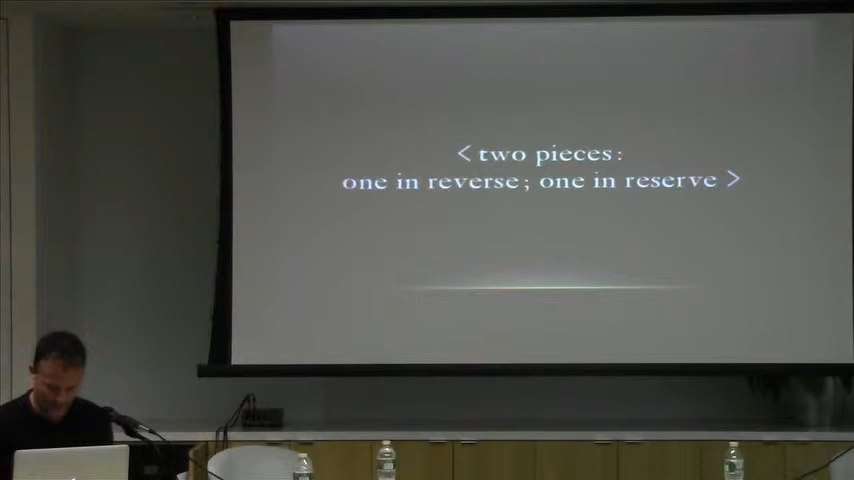 < two pieces:
one in reverse; one in reserve >